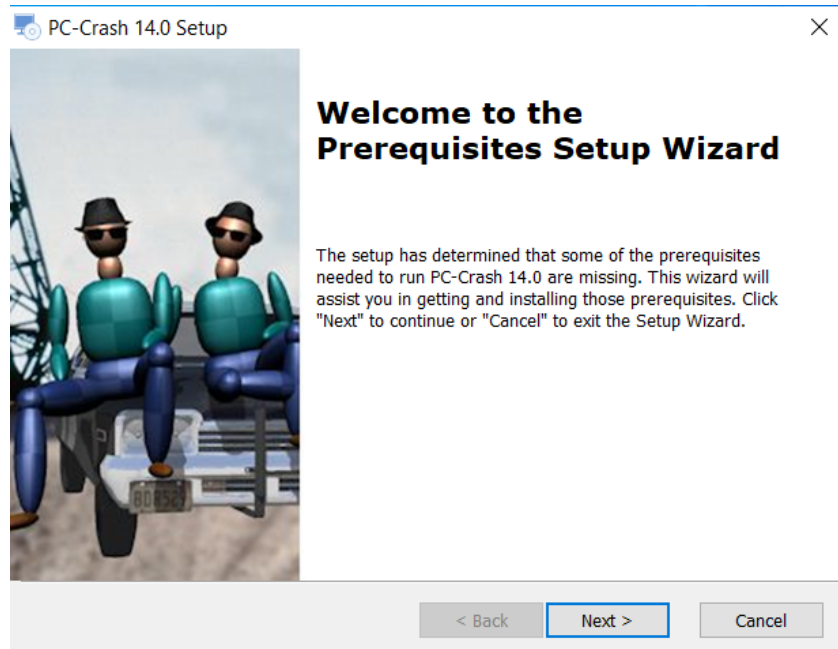 PC-Crash 14.0 Setup
Welcome to the
Prerequisites Setup Wizard
The setup has determined that some of the prerequisites
needed to run PC-Crash 14.0 are missing. This wizard will
assist you in getting and installing those prerequisites. Click
"Next" to continue or "Cancel" to exit the Setup Wizard.
< Back
Next >
Cancel